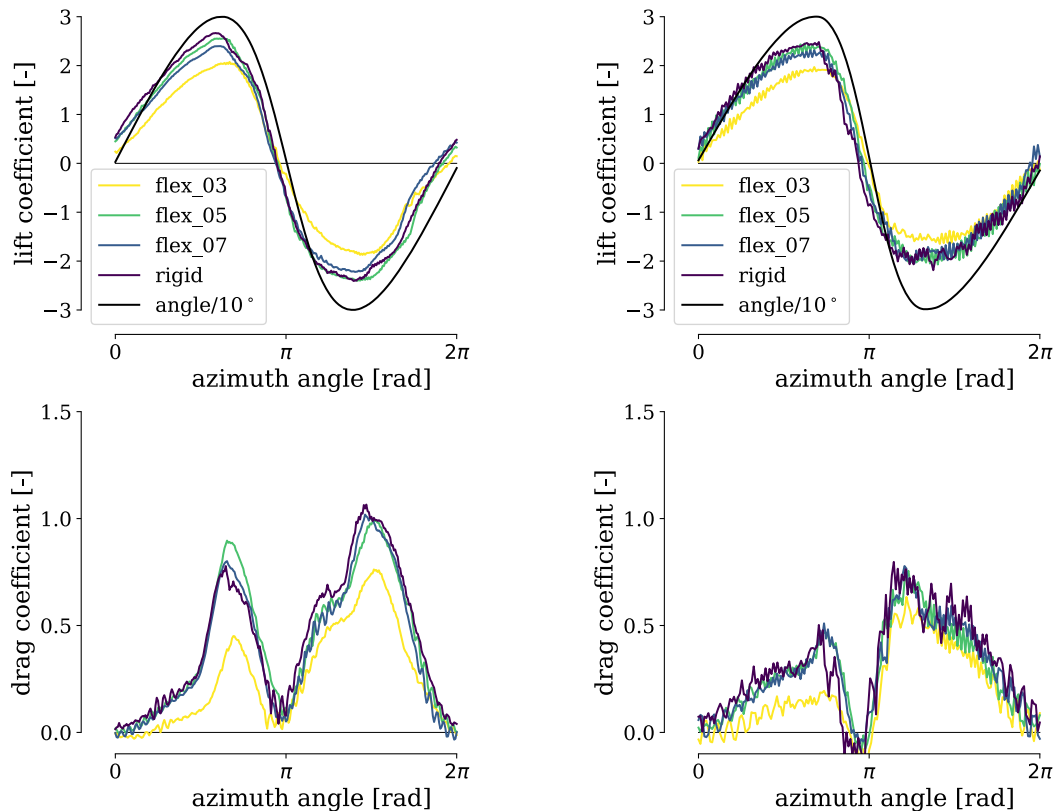 3
2
1
0
−1
−2
−3
lift coefficient [-]
flex_03
flex_05
flex_07
rigid
angle/10°
0
π
2π
azimuth angle [rad]
3
2
1
0
−1
−2
−3
lift coefficient [-]
flex_03
flex_05
flex_07
rigid
angle/10°
0
π
2π
azimuth angle [rad]
1.5
1.0
0.5
0.0
drag coefficient [-]
0
π
2π
azimuth angle [rad]
1.5
1.0
0.5
0.0
drag coefficient [-]
0
π
2π
azimuth angle [rad]